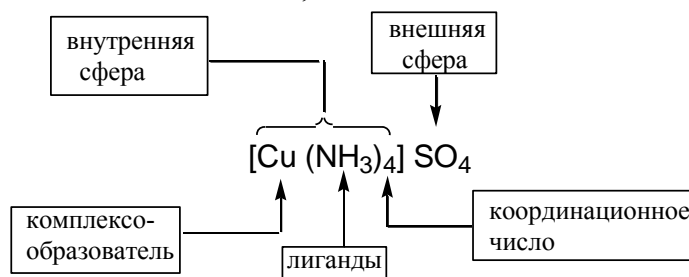 внутренняя
сфера
внешняя
сфера
[Cu (NH3)4] SO4
комплексо-
образователь
лиганды
координационное
число